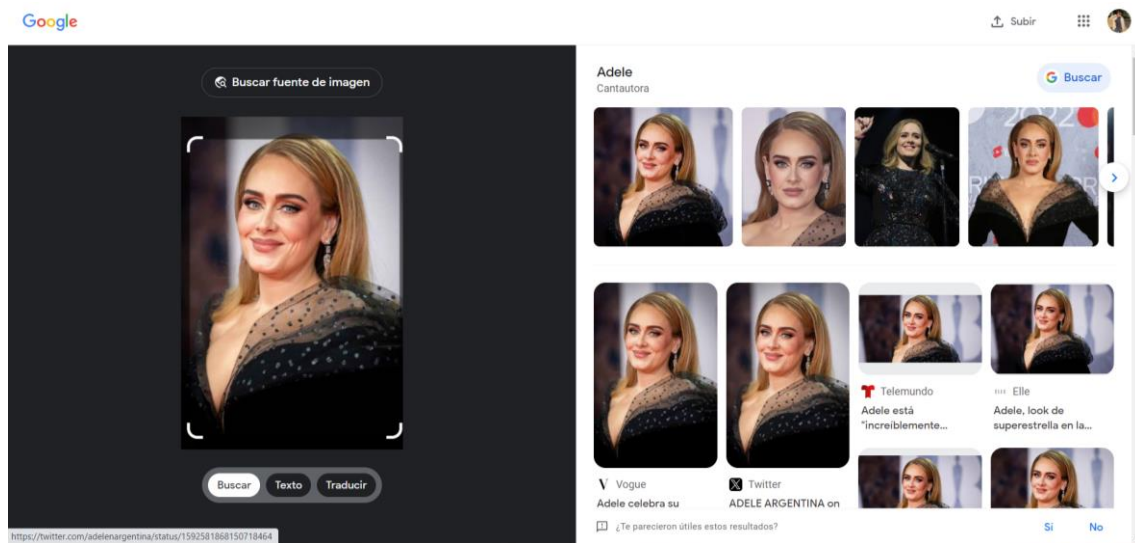 Google
Subir
Buscar fuente de imagen
Buscar
Texto
Traducir
https://twitter.com/adelenargentina/status/1592581868150718464
Adele
Cantautora
Buscar
2022
V Vogue
Adele celebra su
X Twitter
ADELE ARGENTINA on
T Telemundo
Adele está
"increíblemente...
Elle
Adele, look de
superestrella en la...
¿Te parecieron útiles estos resultados?
Sí
No